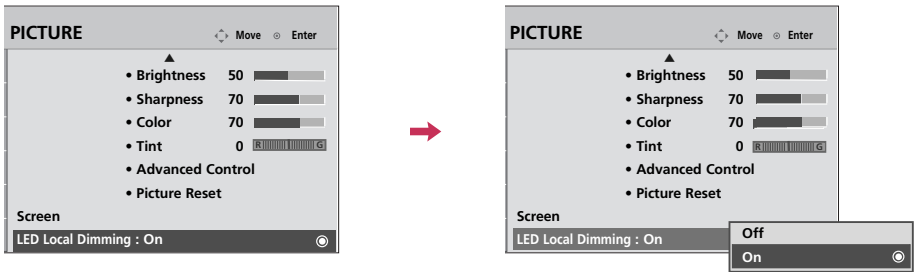 PICTURE
Move
Enter
• Brightness 50
• Sharpness 70
• Color 70
• Tint 0 R G
• Advanced Control
• Picture Reset
Screen
LED Local Dimming : On
PICTURE
Move
Enter
• Brightness 50
• Sharpness 70
• Color 70
• Tint 0 R G
• Advanced Control
• Picture Reset
Screen
LED Local Dimming : On
Off
On